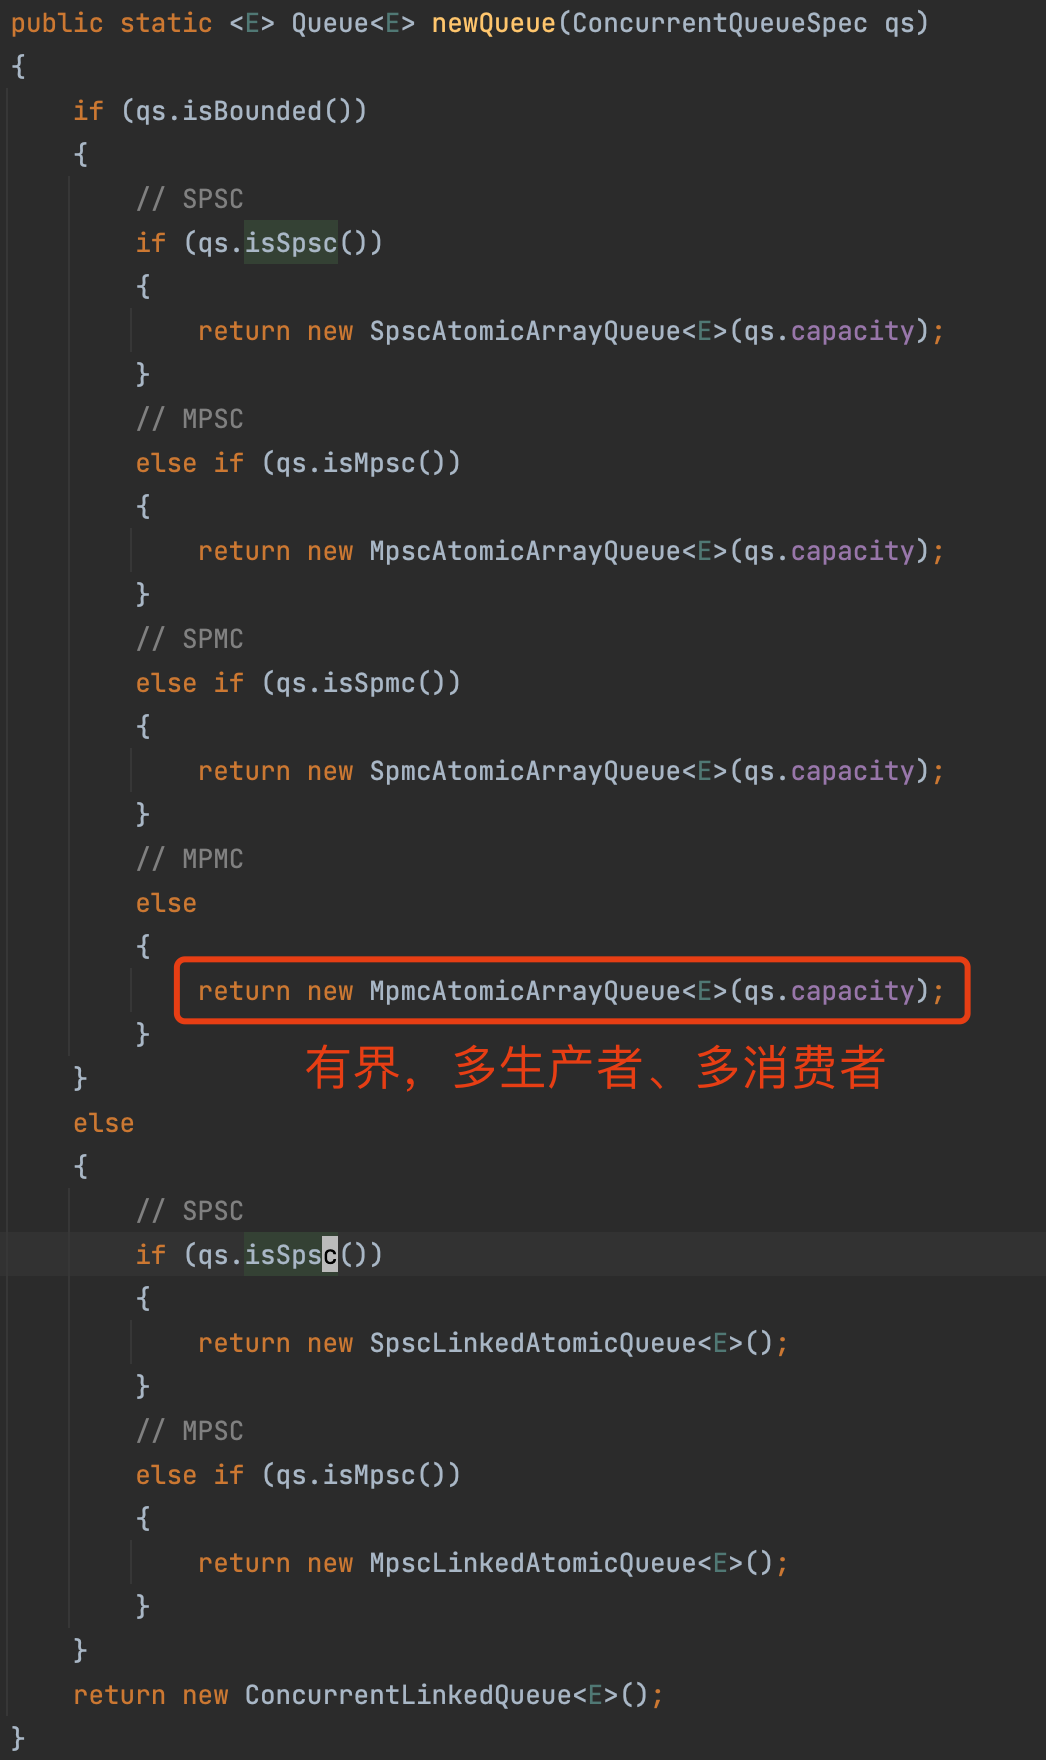 public static <E> Queue<E> newQueue(ConcurrentQueueSpec qs)
{
if (qs.isBounded())
{
// SPSC
if (qs.isSpsc())
{
return new SpscAtomicArrayQueue<E>(qs.capacity);
}
// MPSC
else if (qs.isMpsc())
{
return new MpscAtomicArrayQueue<E>(qs.capacity);
}
// SPMC
else if (qs.isSpmc())
{
return new SpmcAtomicArrayQueue<E>(qs.capacity);
}
// MPMC
else
{
return new MpmcAtomicArrayQueue<E>(qs.capacity);
}
有界，多生产者、多消费者
}
else
{
// SPSC
if (qs.isSpsc())
{
return new SpscLinkedAtomicQueue<E>();
}
// MPSC
else if (qs.isMpsc())
{
return new MpscLinkedAtomicQueue<E>();
}
}
return new ConcurrentLinkedQueue<E>();
}